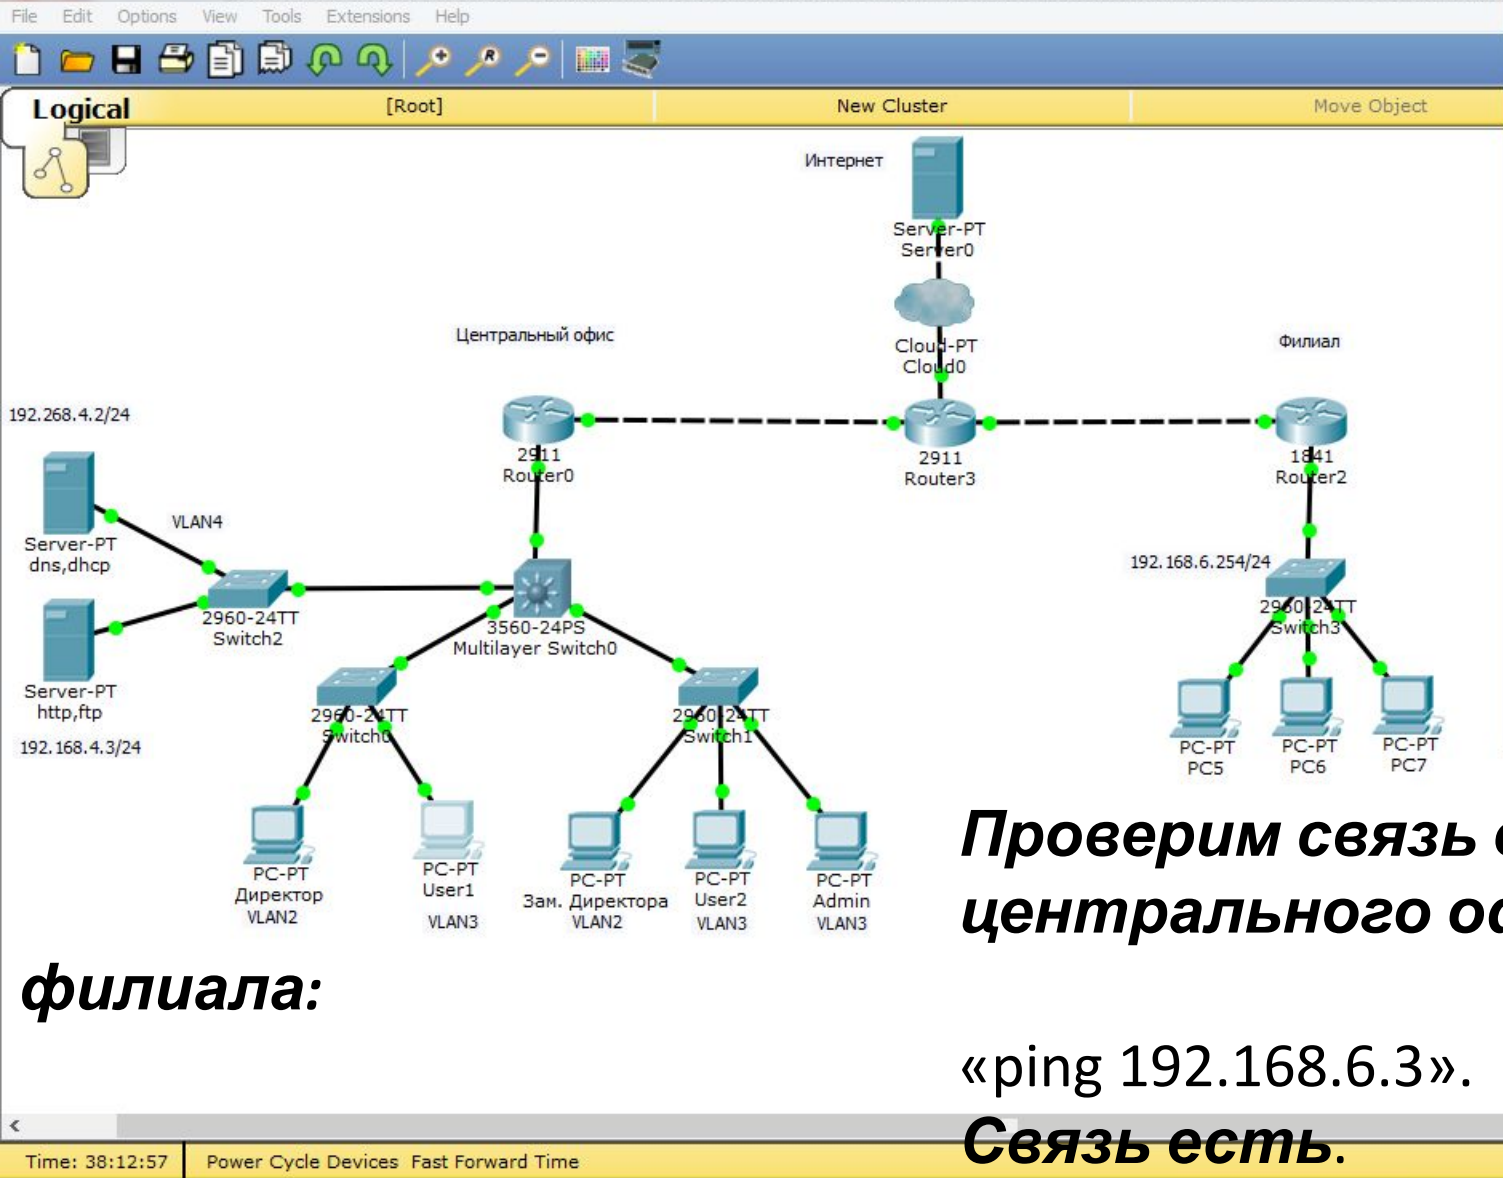 File Edit Options View Tools Extensions Help
Logical
[Root]
New Cluster
Move Object
Интернет
Server-PT
Server0
Cloud-PT
Cloud0
Центральный офис
Филиал
192.268.4.2/24
2911
Router0
2911
Router3
1841
Router2
VLAN4
Server-PT
dns,dhcp
192.168.6.254/24
2960-24TT
Switch2
3560-24PS
Multilayer Switch0
2960-24TT
Switch3
Server-PT
http,ftp
192.168.4.3/24
2960-24TT
Switch0
2960-24TT
Switch1
PC-PT
PC5
PC-PT
PC6
PC-PT
PC7
PC-PT
Директор
VLAN2
PC-PT
User1
VLAN3
PC-PT
Зам. Директора
VLAN2
PC-PT
User2
VLAN3
PC-PT
Admin
VLAN3
Проверим связь
центрального
филиала:
«ping 192.168.6.3».
Связь есть.
Time: 38:12:57
Power Cycle Devices Fast Forward Time